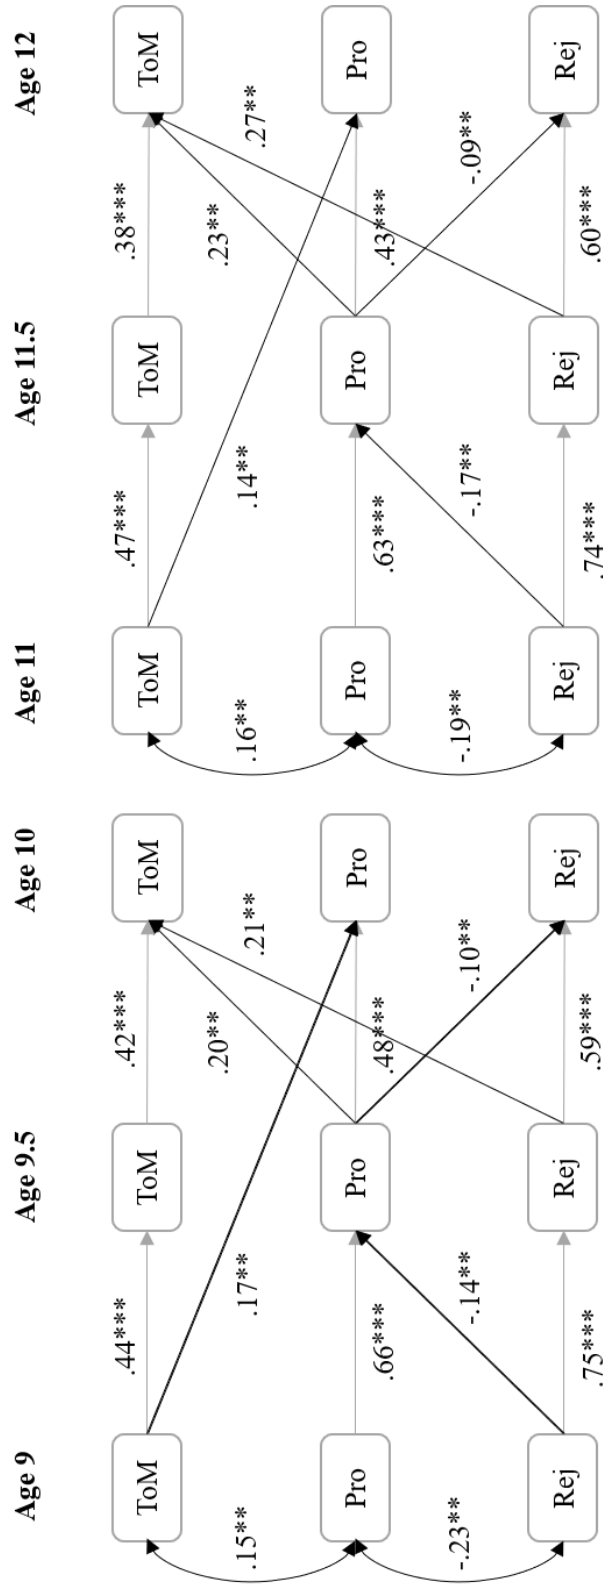 Age 9 Age 9.5 Age 10 Age 11 Age 11.5 Age 12
.44*** .42*** .47*** .38***
ToM ToM ToM ToM ToM ToM
.15** .17** .20** .21** .16** .14** .23** .27**
Pro Pro Pro Pro Pro Pro
.66*** .48*** .63*** .43***
-.23** -.14** -.10** -.19** -.17** -.09**
Rej Rej Rej Rej Rej Rej
.75*** .59*** .74*** .60***